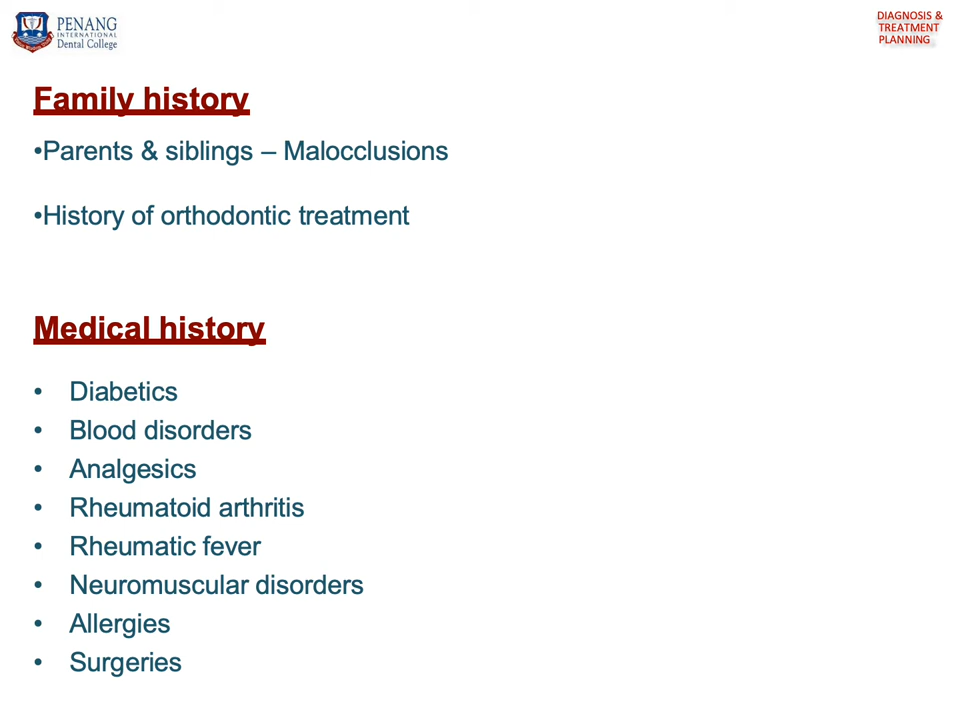 PENANG
INTERNATIONAL
Dental College
DIAGNOSIS &
TREATMENT
PLANNING
Family history
•Parents & siblings – Malocclusions
•History of orthodontic treatment
Medical history
• Diabetics
• Blood disorders
• Analgesics
• Rheumatoid arthritis
• Rheumatic fever
• Neuromuscular disorders
• Allergies
• Surgeries